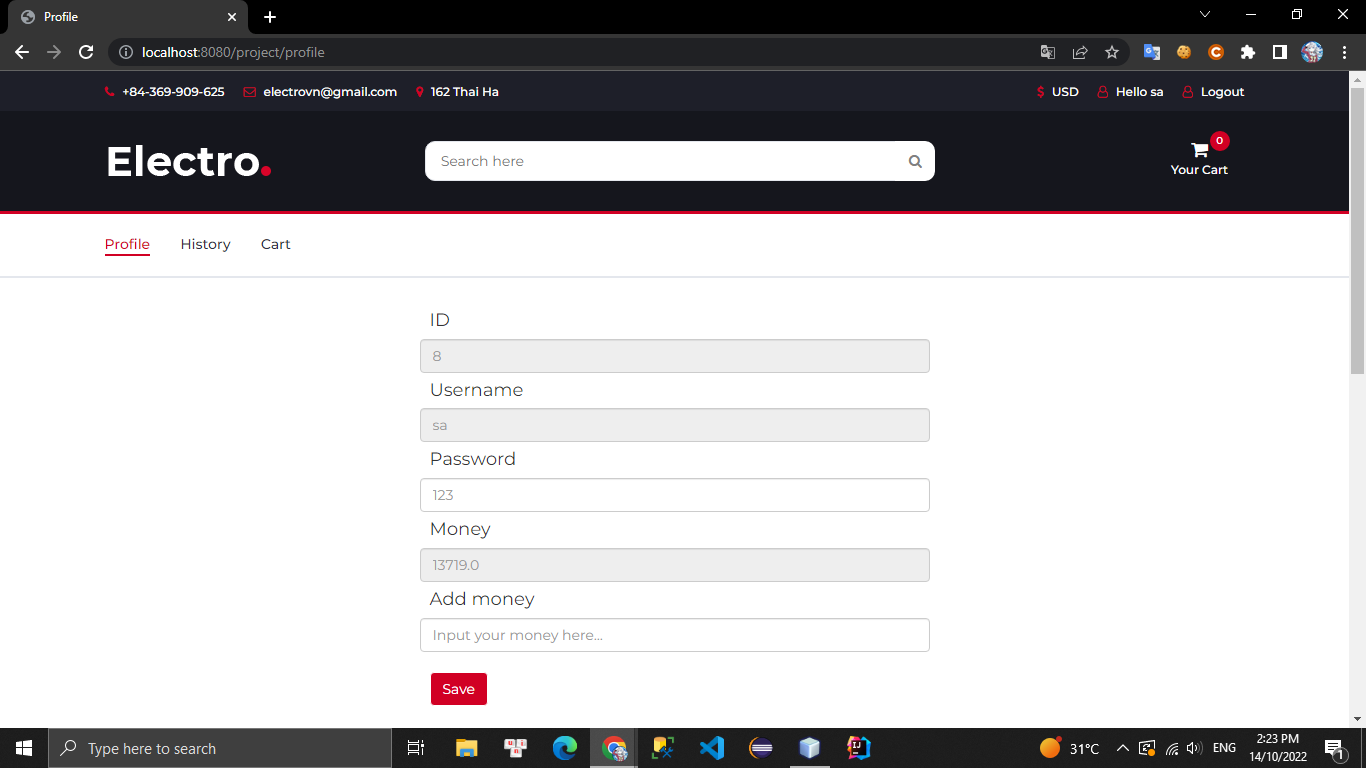 Profile
localhost:8080/project/profile
+84-369-909-625 electrovn@gmail.com 162 Thai Ha $ USD Hello sa Logout
Electro.
Search here
0
Your Cart
Profile History Cart
ID
8
Username
sa
Password
123
Money
13719.0
Add money
Input your money here...
Save
Type here to search
31°C
ENG
2:23 PM
14/10/2022
1